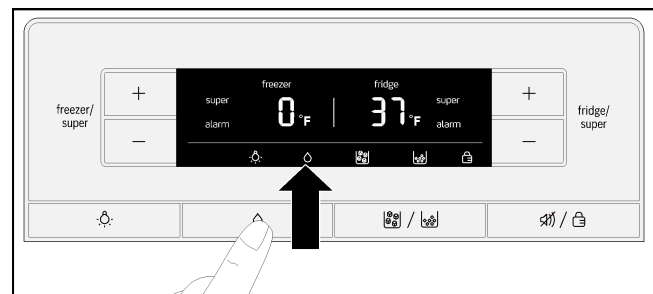 freezer fridge
super super
0°F 37°F
alarm alarm
freezer/
super
+
–
+
–
fridge/
super
/
/